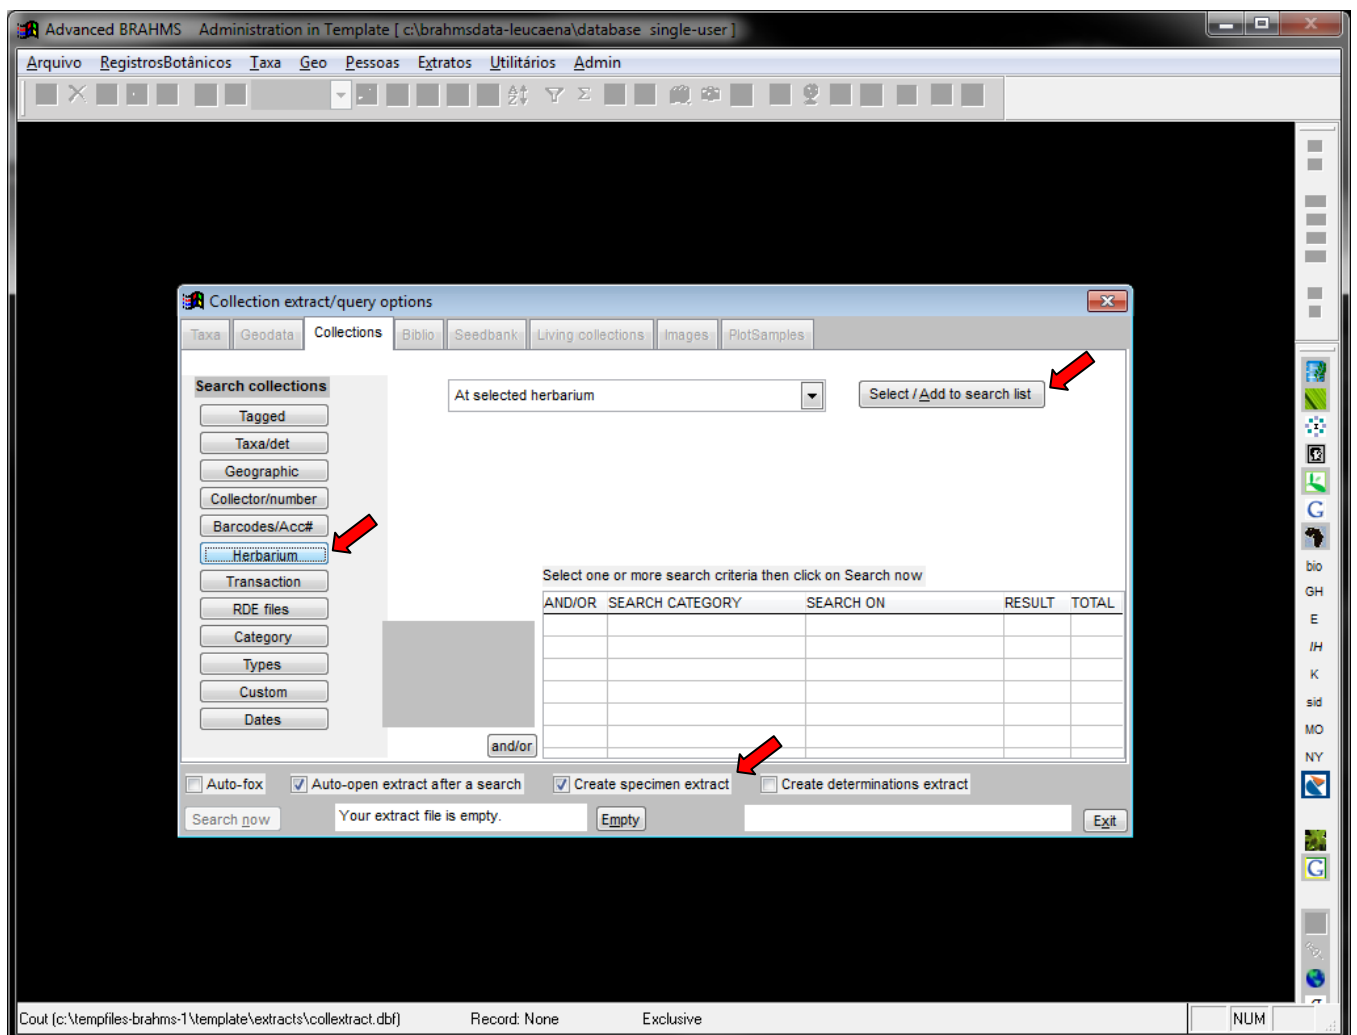 Advanced BRAHMS Administration in Template [ c:\brahmsdata-leucaena\database single-user ]
Arquivo RegistrosBotânicos Taxa Geo Pessoas Extratos Utilitários Admin
Collection extract/query options
Taxa Geodata Collections Biblio Seedbank Living collections Images PlotSamples
Search collections
At selected herbarium
Select / Add to search list
Tagged
Taxa/det
Geographic
Collector/number
Barcodes/Acc#
Herbarium
Transaction
RDE files
Category
Types
Custom
Dates
Select one or more search criteria then click on Search now
AND/OR SEARCH CATEGORY SEARCH ON RESULT TOTAL
and/or
Auto-fox Auto-open extract after a search Create specimen extract Create determinations extract
Search now Your extract file is empty. Empty Exit
G
bio
GH
E
IH
K
sid
MO
NY
G
Cout (c:\tempfiles-brahms-1\template\extracts\collextract.dbf) Record: None Exclusive NUM